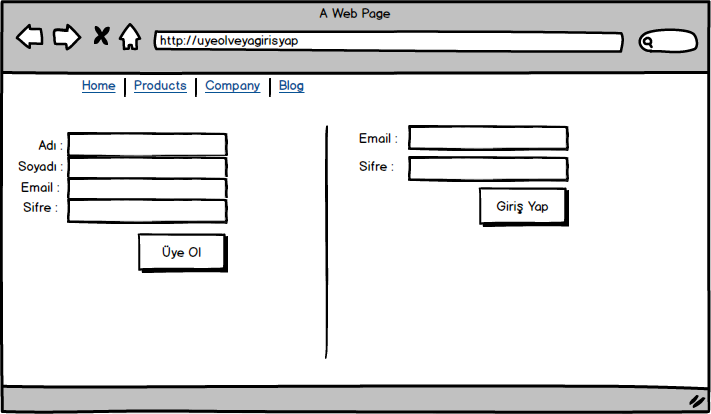 A Web Page
http://uyeolveyagirisyap
Home | Products | Company | Blog
Adı :
Soyadı :
Email :
Sifre :
Üye Ol
Email :
Sifre :
Giriş Yap